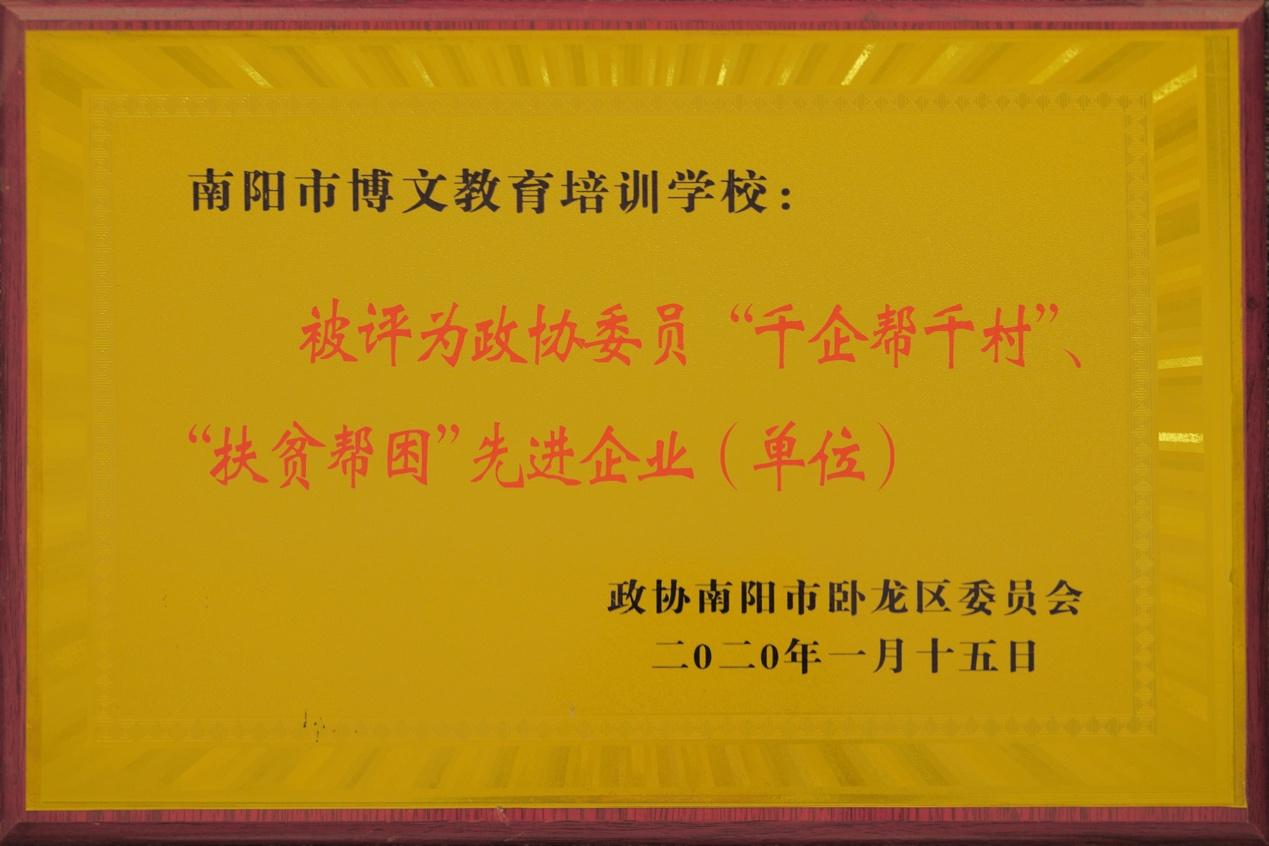 南阳市博文教育培训学校：
被评为政协委员“千企帮千村”、
“扶贫帮困”先进企业（单位）
政协南阳市卧龙区委员会
二0二0年一月十五日